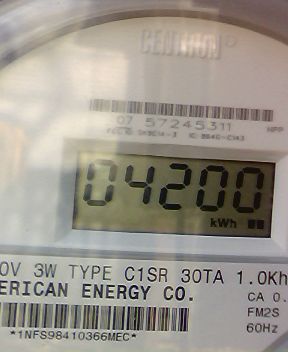 CENTRON®
07 57245311
NPP
04200
kWh
0V 3W TYPE C1SR 30TA 1.0Kh
ERICAN ENERGY CO.
CA 0.
FM2S
60Hz
*1NFS98410366MEC*